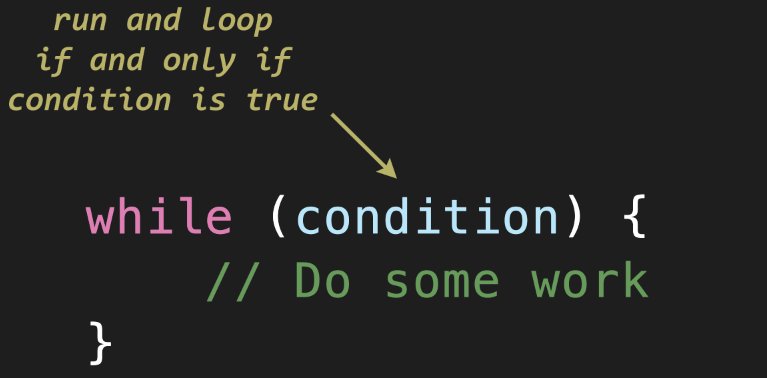 run and loop
if and only if
condition is true
while (condition) {
// Do some work
}